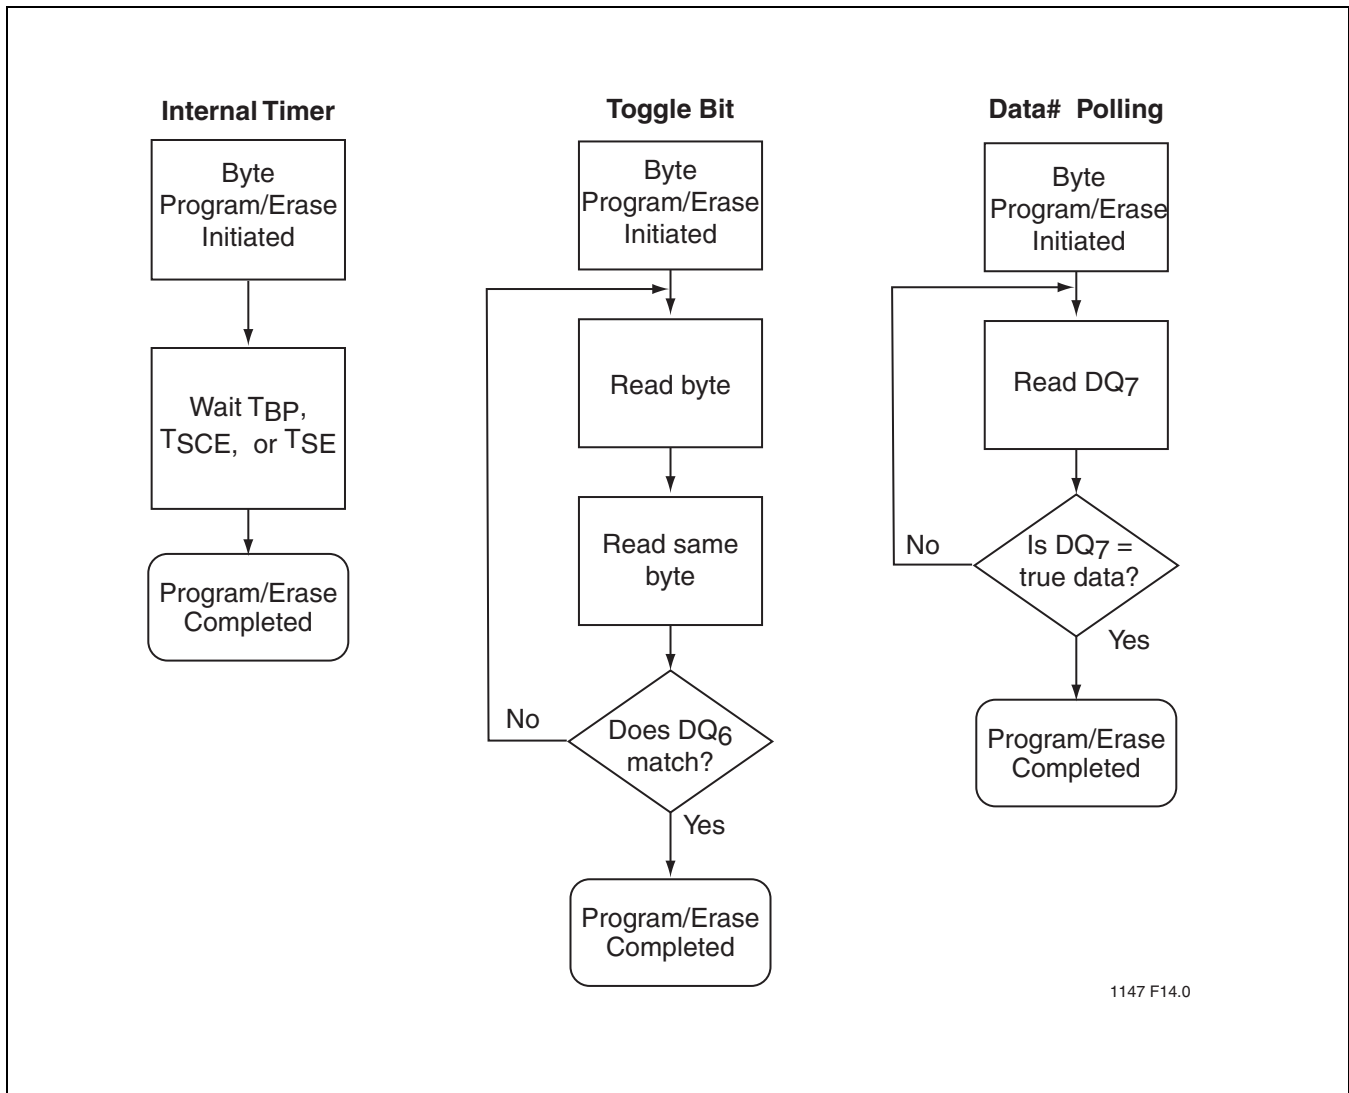 Internal Timer
Byte
Program/Erase
Initiated
Wait TBP,
TSCE, or TSE
Program/Erase
Completed
Toggle Bit
Byte
Program/Erase
Initiated
Read byte
Read same
byte
No
Does DQ6
match?
Yes
Program/Erase
Completed
Data# Polling
Byte
Program/Erase
Initiated
Read DQ7
No
Is DQ7 =
true data?
Yes
Program/Erase
Completed
1147 F14.0